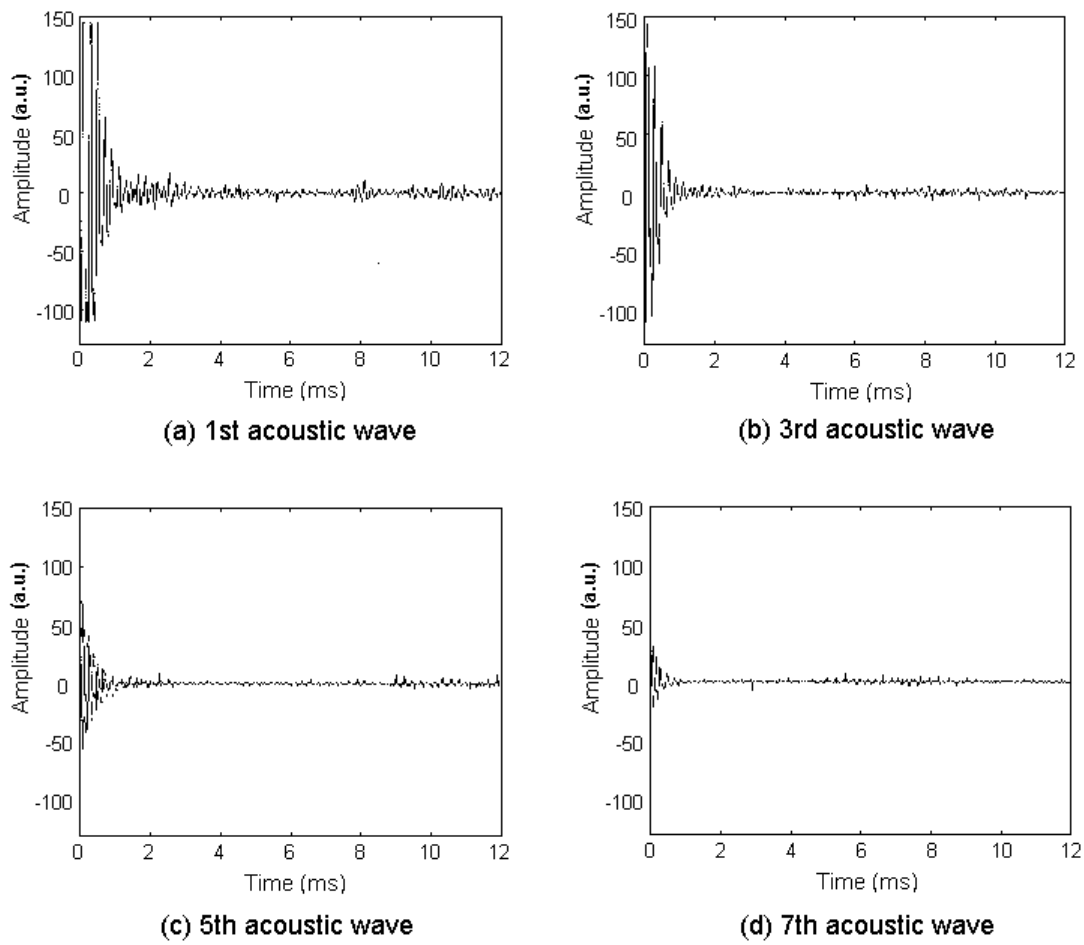 150
100
50
0
-50
-100
Amplitude (a.u.)
0 2 4 6 8 10 12
Time (ms)
(a) 1st acoustic wave
150
100
50
0
-50
-100
Amplitude (a.u.)
0 2 4 6 8 10 12
Time (ms)
(b) 3rd acoustic wave
150
100
50
0
-50
-100
Amplitude (a.u.)
0 2 4 6 8 10 12
Time (ms)
(c) 5th acoustic wave
150
100
50
0
-50
-100
Amplitude (a.u.)
0 2 4 6 8 10 12
Time (ms)
(d) 7th acoustic wave